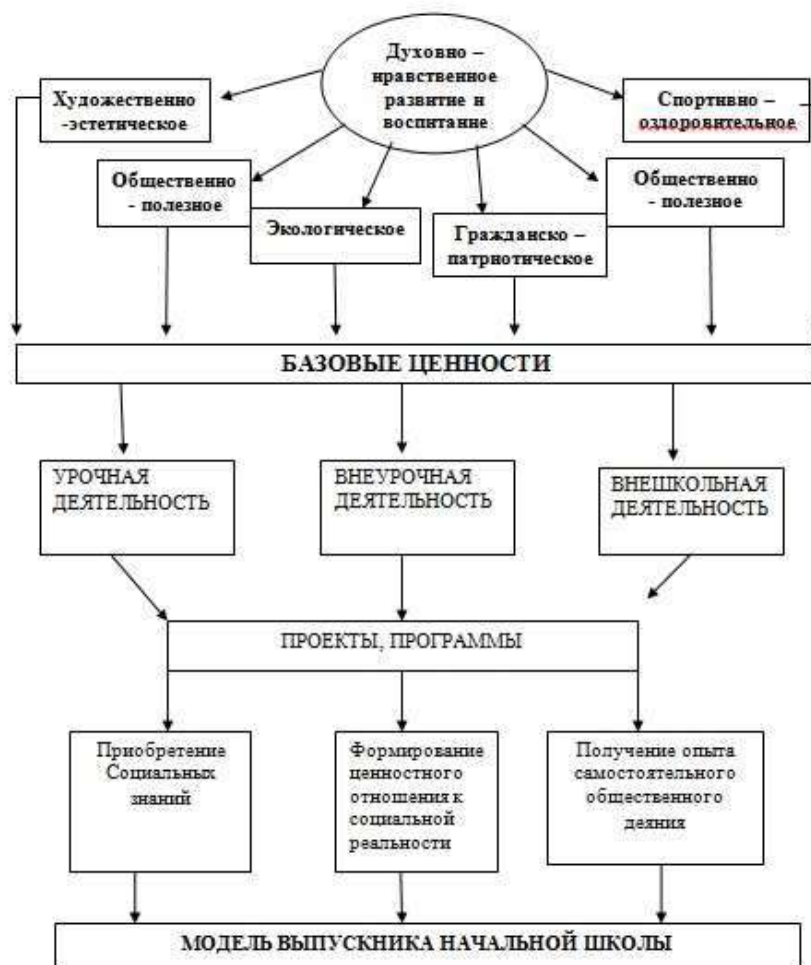 Духовно –
нравственное
развитие и
воспитание
Художественно
-эстетическое
Спортивно –
оздоровительное
Общественно
- полезное
Экологическое
Гражданско –
патриотическое
Общественно
- полезное
БАЗОВЫЕ ЦЕННОСТИ
УРОЧНАЯ
ДЕЯТЕЛЬНОСТЬ
ВНЕУРОЧНАЯ
ДЕЯТЕЛЬНОСТЬ
ВНЕШКОЛЬНАЯ
ДЕЯТЕЛЬНОСТЬ
ПРОЕКТЫ, ПРОГРАММЫ
Приобретение
Социальных
знаний
Формирование
ценностного
отношения к
социальной
реальности
Получение опыта
самостоятельного
общественного
деяния
МОДЕЛЬ ВЫПУСКНИКА НАЧАЛЬНОЙ ШКОЛЫ